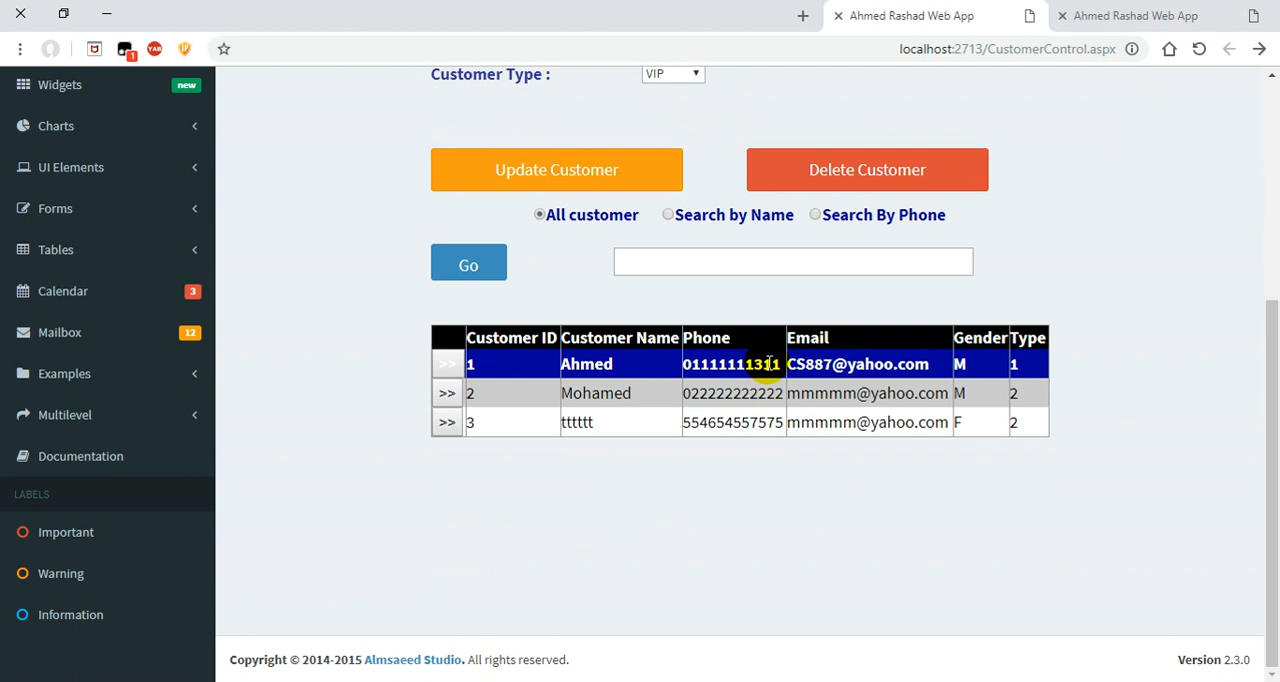 Ahmed Rashad Web App
Ahmed Rashad Web App
1
YAB
localhost:2713/CustomerControl.aspx
Widgets new
Charts
UI Elements
Forms
Tables
Calendar 3
Mailbox 12
Examples
Multilevel
Documentation
LABELS
Important
Warning
Information
Customer Type :
VIP
Update Customer
Delete Customer
All customer Search by Name Search By Phone
Go
Customer ID Customer Name Phone Email Gender Type
>> 1 Ahmed 01111111311 CS887@yahoo.com M 1
>> 2 Mohamed 022222222222 mmmmm@yahoo.com M 2
>> 3 tttttt 554654557575 mmmmm@yahoo.com F 2
Copyright © 2014-2015 Almsaeed Studio. All rights reserved.
Version 2.3.0